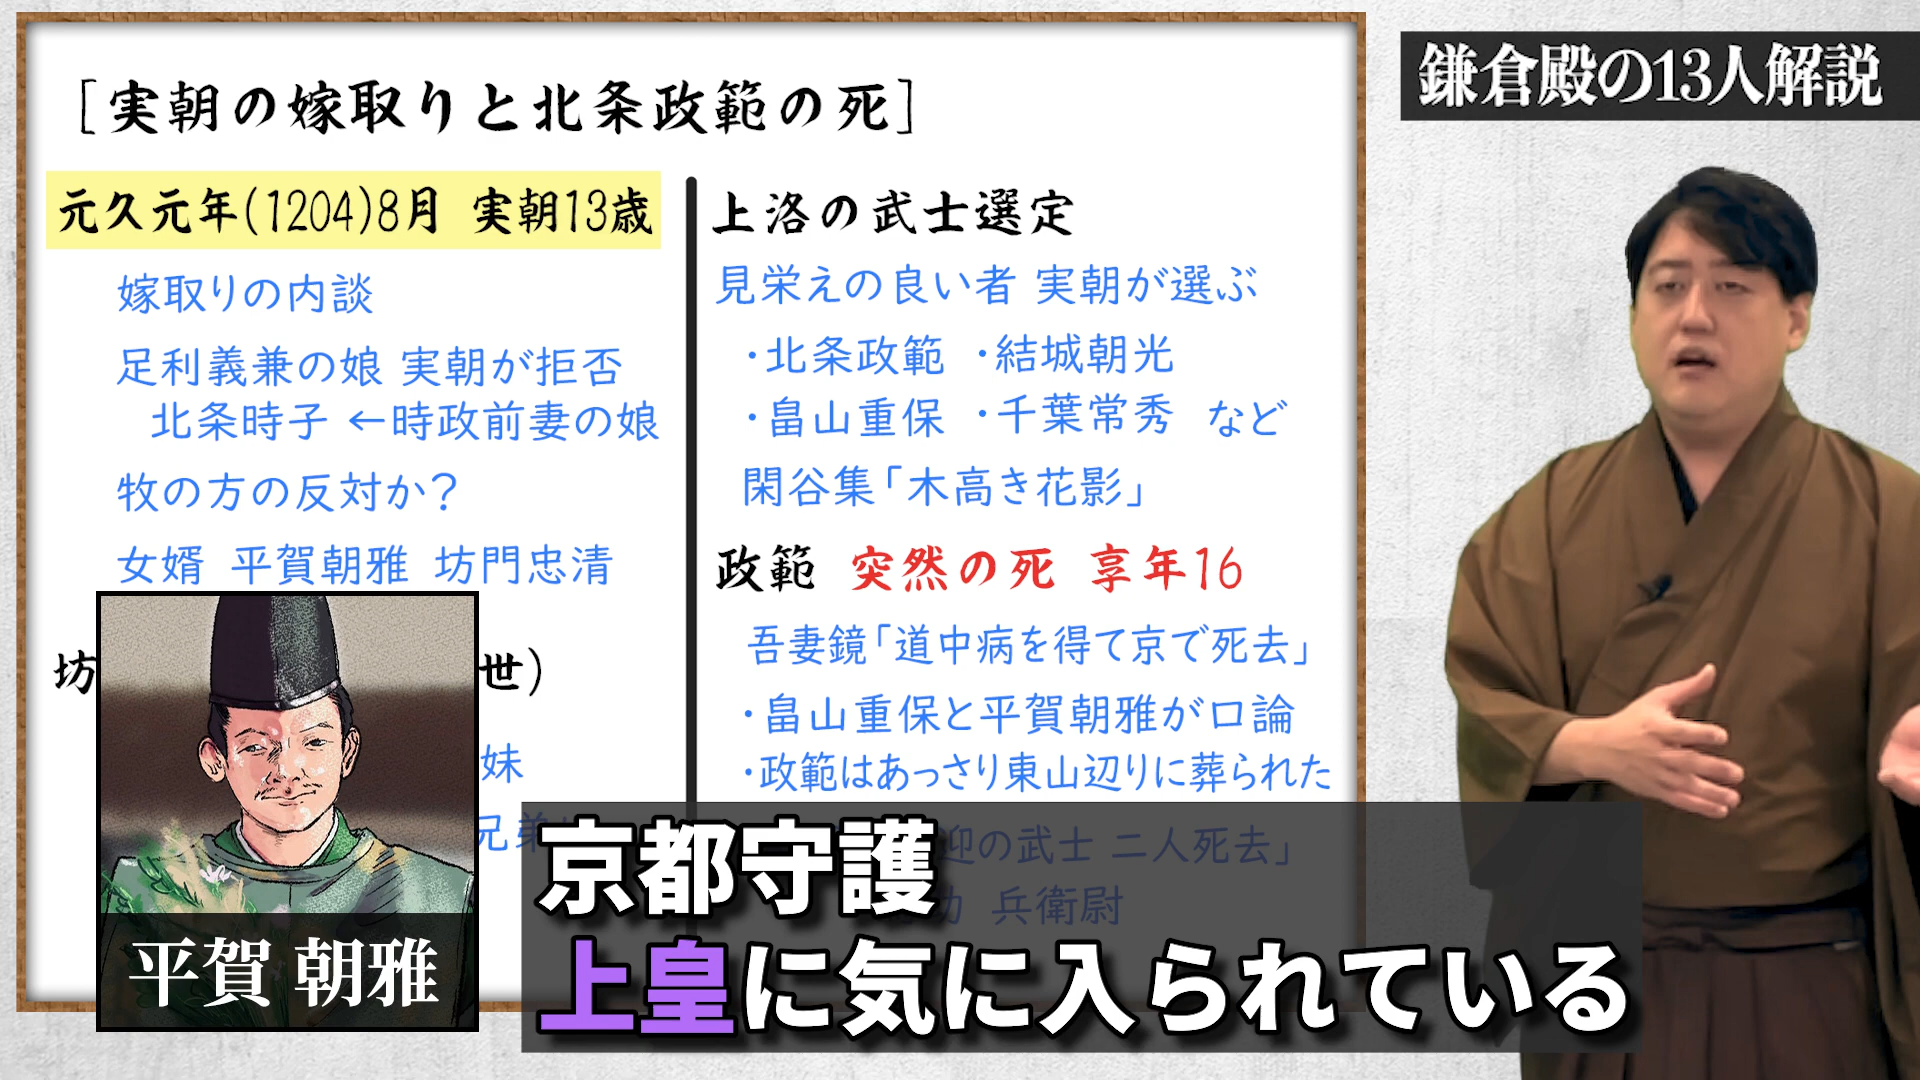 鎌倉殿の13人解説
[実朝の嫁取りと北条政範の死]
元久元年(1204)8月 実朝13歳
嫁取りの内談
足利義兼の娘 実朝が拒否
北条時子 ←時政前妻の娘
牧の方の反対か?
女婿 平賀朝雅 坊門忠清
坊
世)
妹
兄弟
上洛の武士選定
見栄えの良い者 実朝が選ぶ
・北条政範 ・結城朝光
・畠山重保 ・千葉常秀 など
閑谷集「木高き花影」
政範 突然の死 享年16
吾妻鏡「道中病を得て京で死去」
・畠山重保と平賀朝雅が口論
・政範はあっさり東山辺りに葬られた
迎の武士 二人死去」
兵衛尉
平賀 朝雅
京都守護
上皇に気に入られている